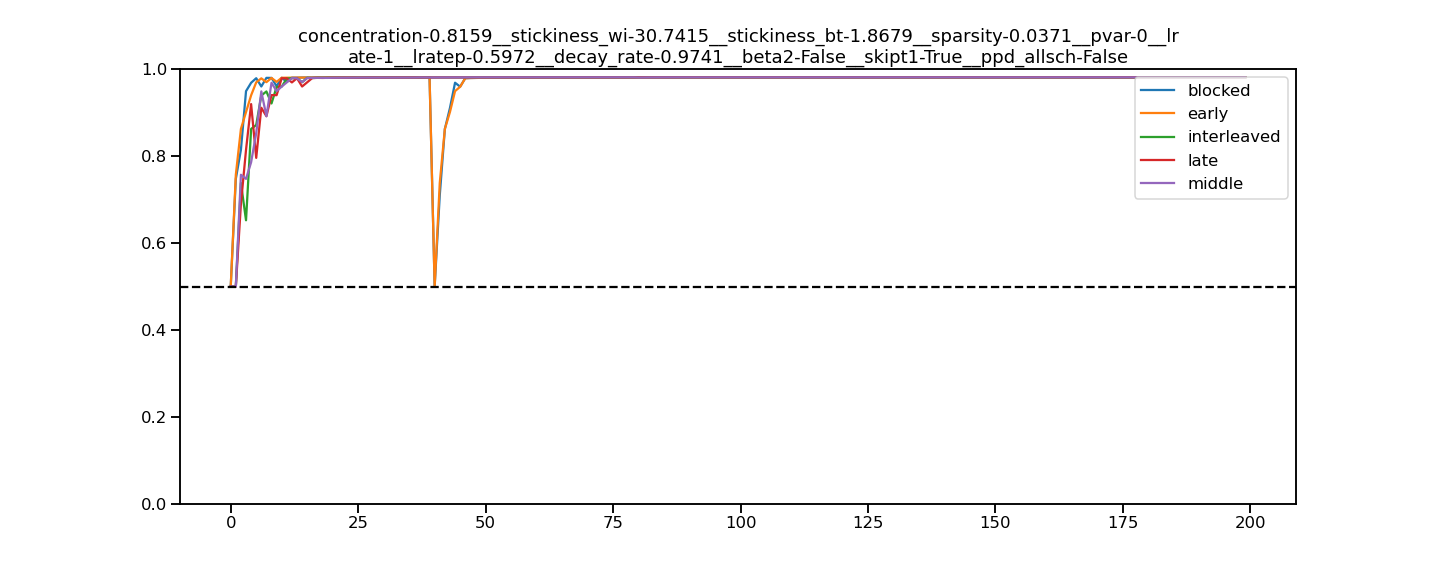 concentration-0.8159__stickiness_wi-30.7415__stickiness_bt-1.8679__sparsity-0.0371__pvar-0__lr
ate-1__lratep-0.5972__decay_rate-0.9741__beta2-False__skipt1-True__ppd_allsch-False
1.0
0.8
0.6
0.4
0.2
0.0
blocked
early
interleaved
late
middle
0 25 50 75 100 125 150 175 200